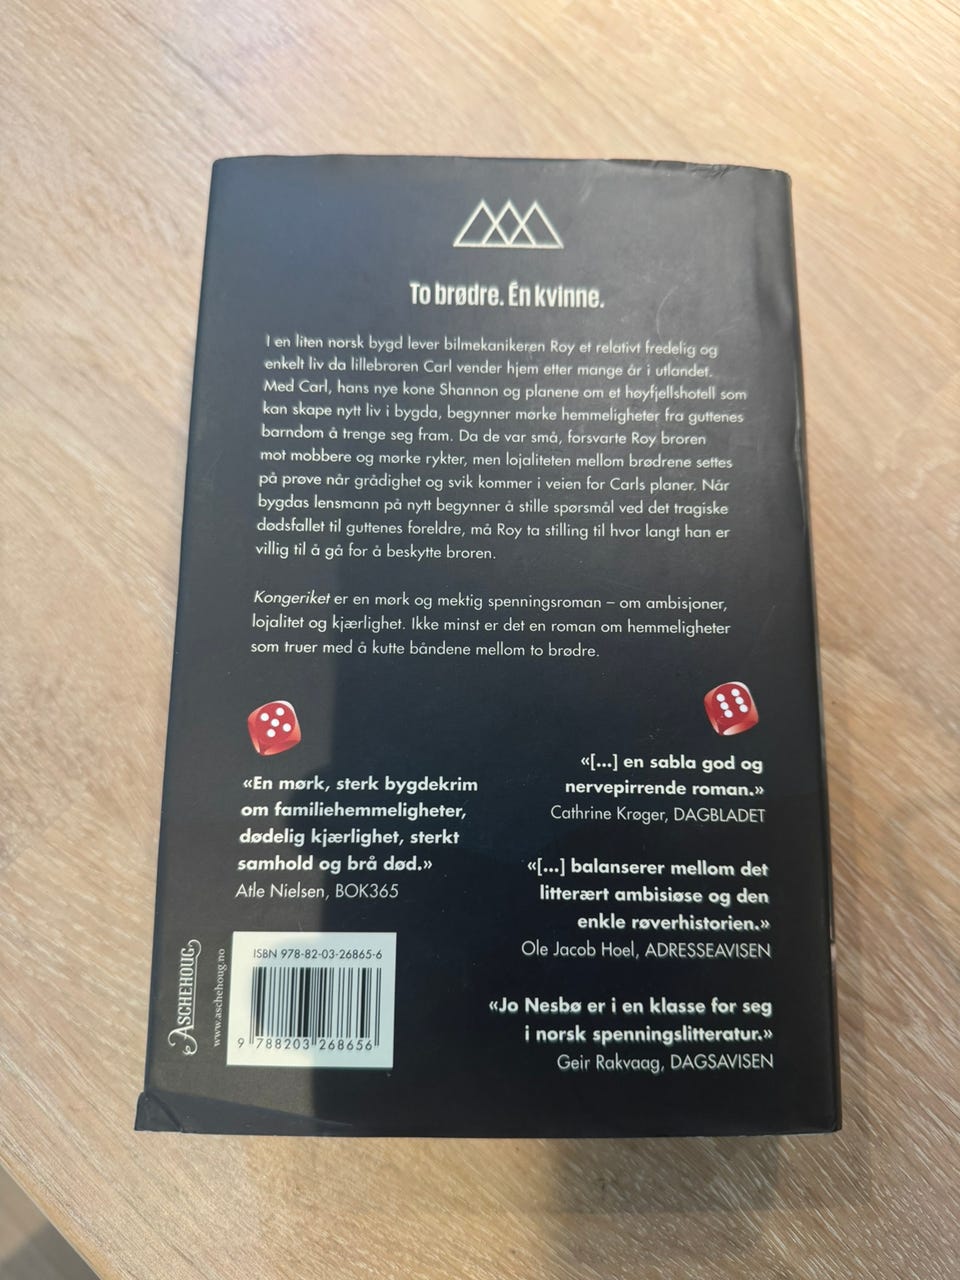 To brødre. Én kvinne.
I en liten norsk bygd lever bilmekanikeren Roy et relativt fredelig og
enkelt liv da lillebroren Carl vender hjem etter mange år i utlandet.
Med Carl, hans nye kone Shannon og planene om et høyfjellshotell som
kan skape nytt liv i bygda, begynner mørke hemmeligheter fra guttenes
barndom å trenge seg fram. Da de var små, forsvarte Roy broren
mot mobbere og mørke rykter, men lojaliteten mellom brødrene settes
på prøve når grådighet og svik kommer i veien for Carls planer. Når
bygdas lensmann på nytt begynner å stille spørsmål ved det tragiske
dødsfallet til guttenes foreldre, må Roy ta stilling til hvor langt han er
villig til å gå for å beskytte broren.
Kongeriket er en mørk og mektig spenningsroman – om ambisjoner,
lojalitet og kjærlighet. Ikke minst er det en roman om hemmeligheter
som truer med å kutte båndene mellom to brødre.
«En mørk, sterk bygdekrim
om familiehemmeligheter,
dødelig kjærlighet, sterkt
samhold og brå død.»
Atle Nielsen, BOK365
«[...] en sabla god og
nervepirrende roman.»
Cathrine Krøger, DAGBLADET
«[...] balanserer mellom det
litterært ambisiøse og den
enkle røverhistorien.»
Ole Jacob Hoel, ADRESSEAVISEN
«Jo Nesbø er i en klasse for seg
i norsk spenningslitteratur.»
Geir Rakvaag, DAGSAVISEN
ASCHEHOUG
www.aschehoug.no
ISBN 978-82-03-26865-6
9 788203 268656